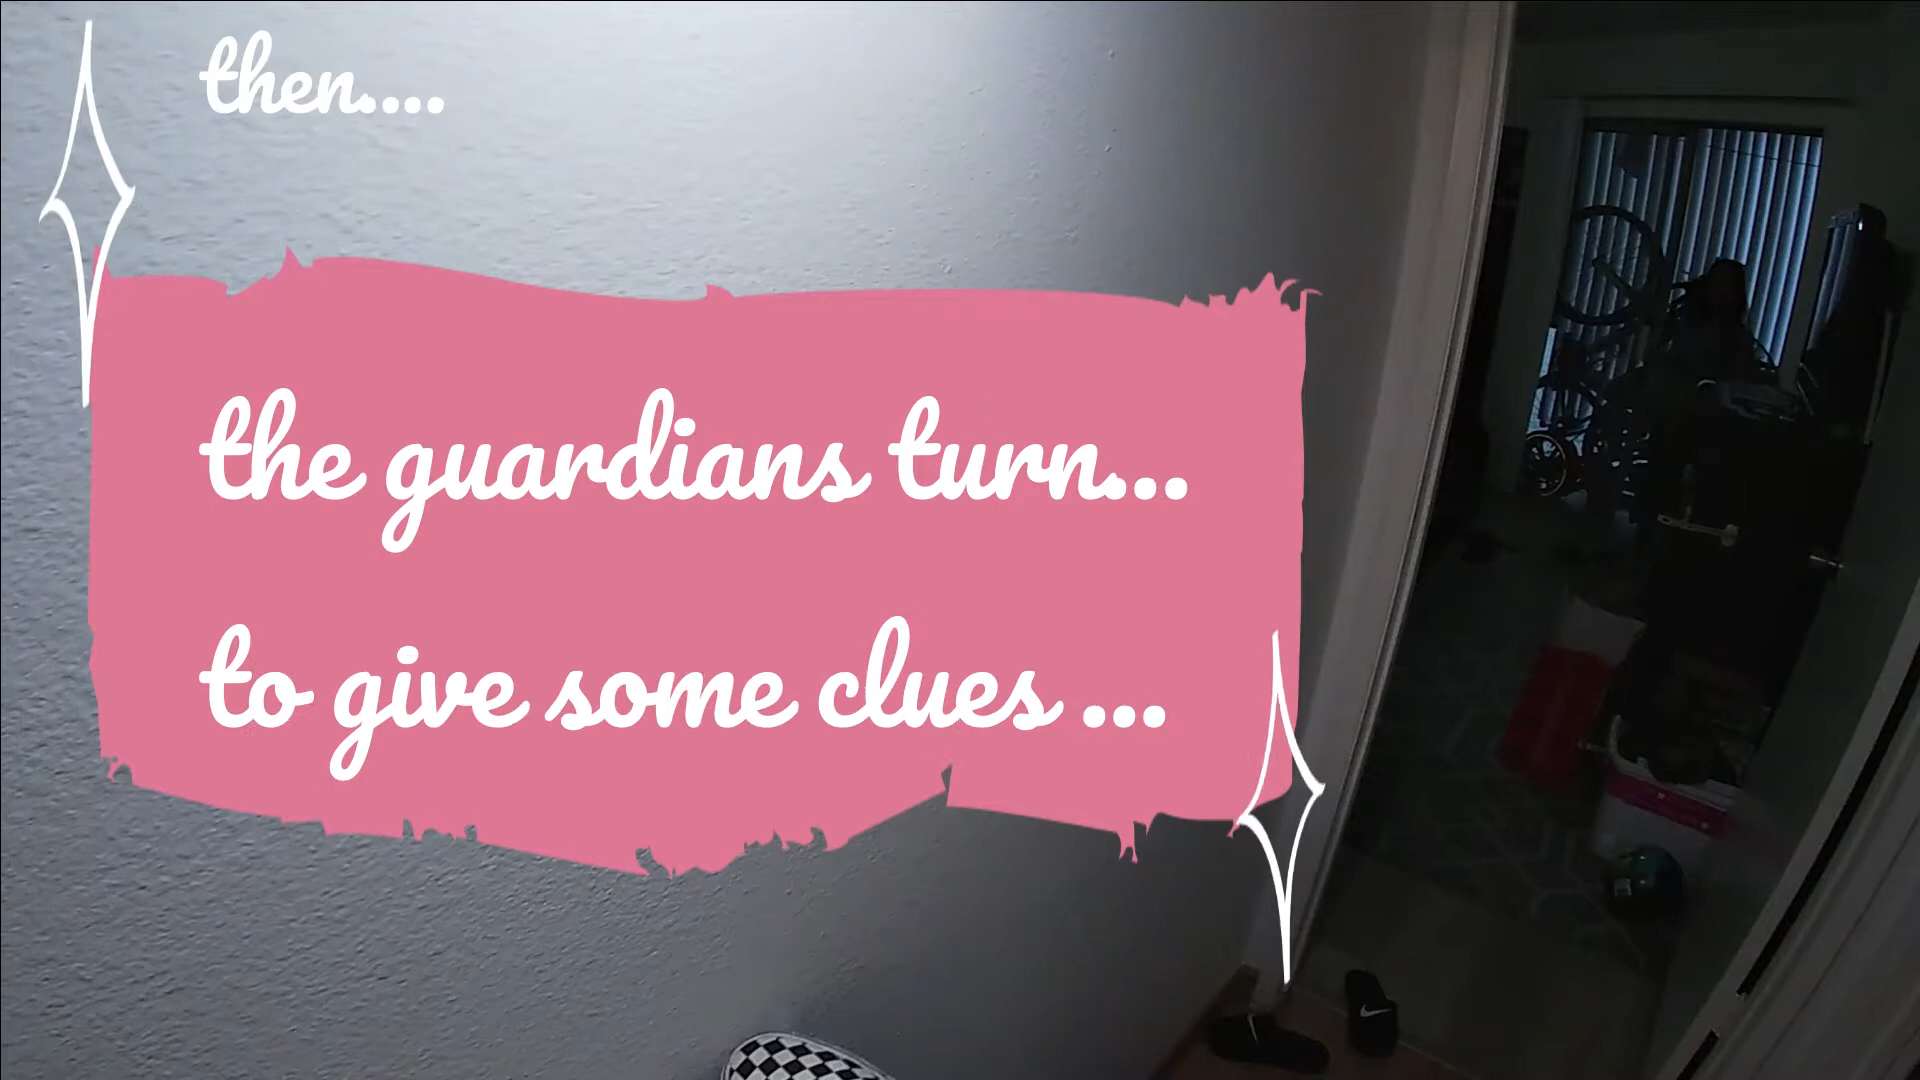 then....
the guardians turn...
to give some clues ...